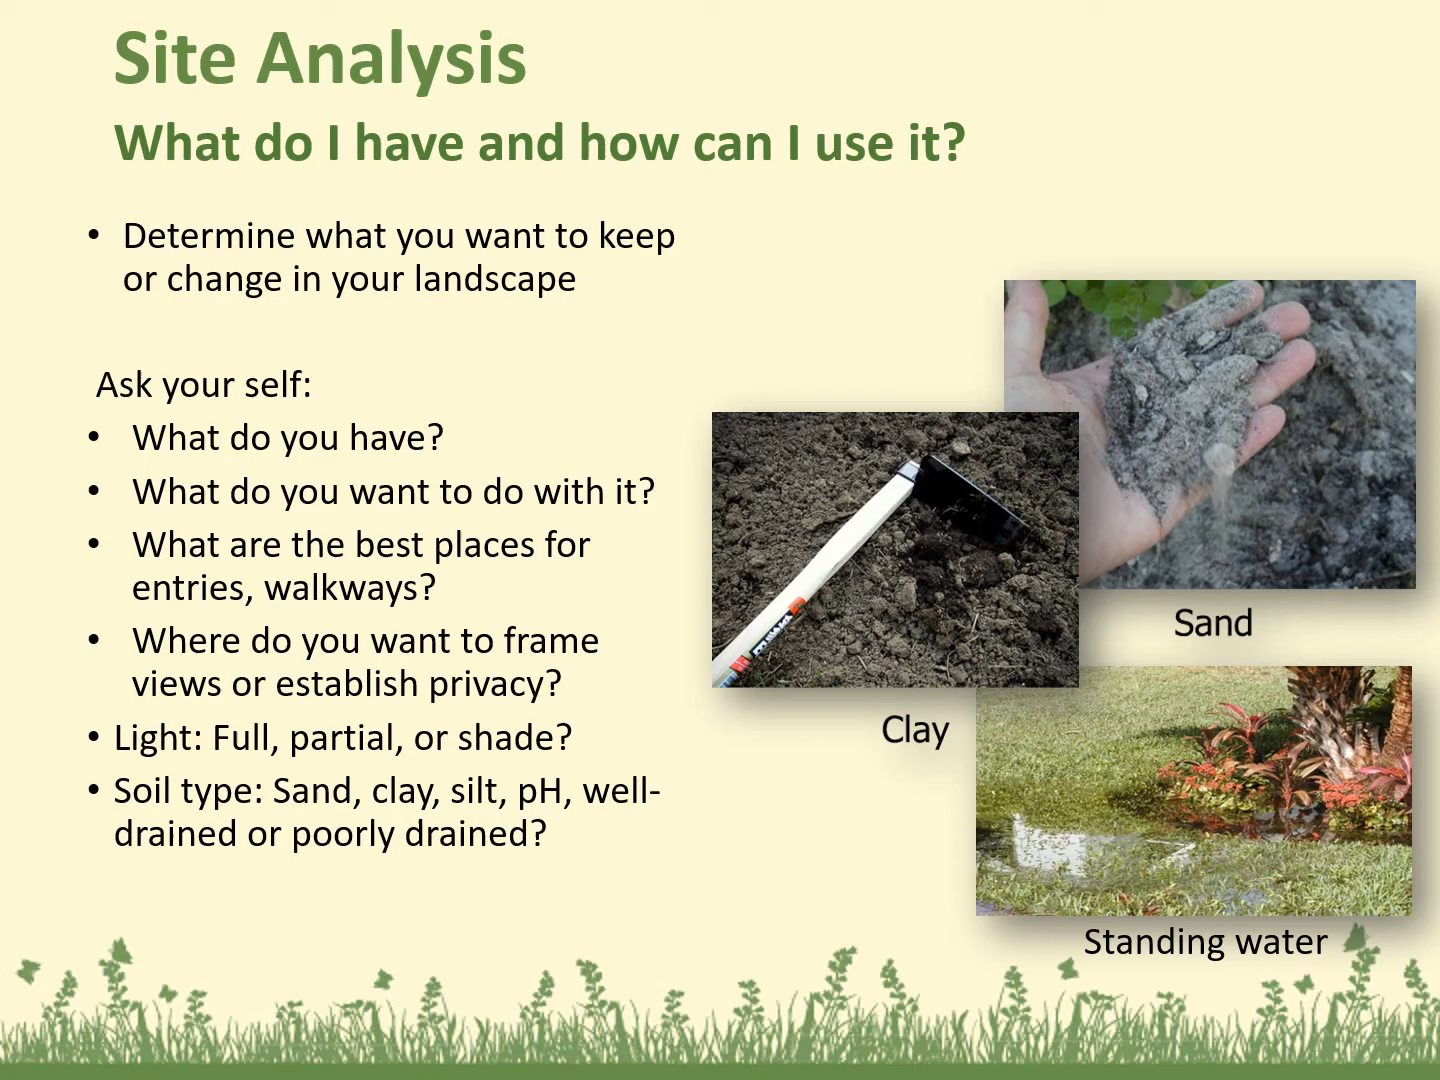 Site Analysis
What do I have and how can I use it?
• Determine what you want to keep
or change in your landscape
Ask your self:
• What do you have?
• What do you want to do with it?
• What are the best places for
entries, walkways?
• Where do you want to frame
views or establish privacy?
• Light: Full, partial, or shade?
• Soil type: Sand, clay, silt, pH, well-
drained or poorly drained?
Sand
Clay
Standing water